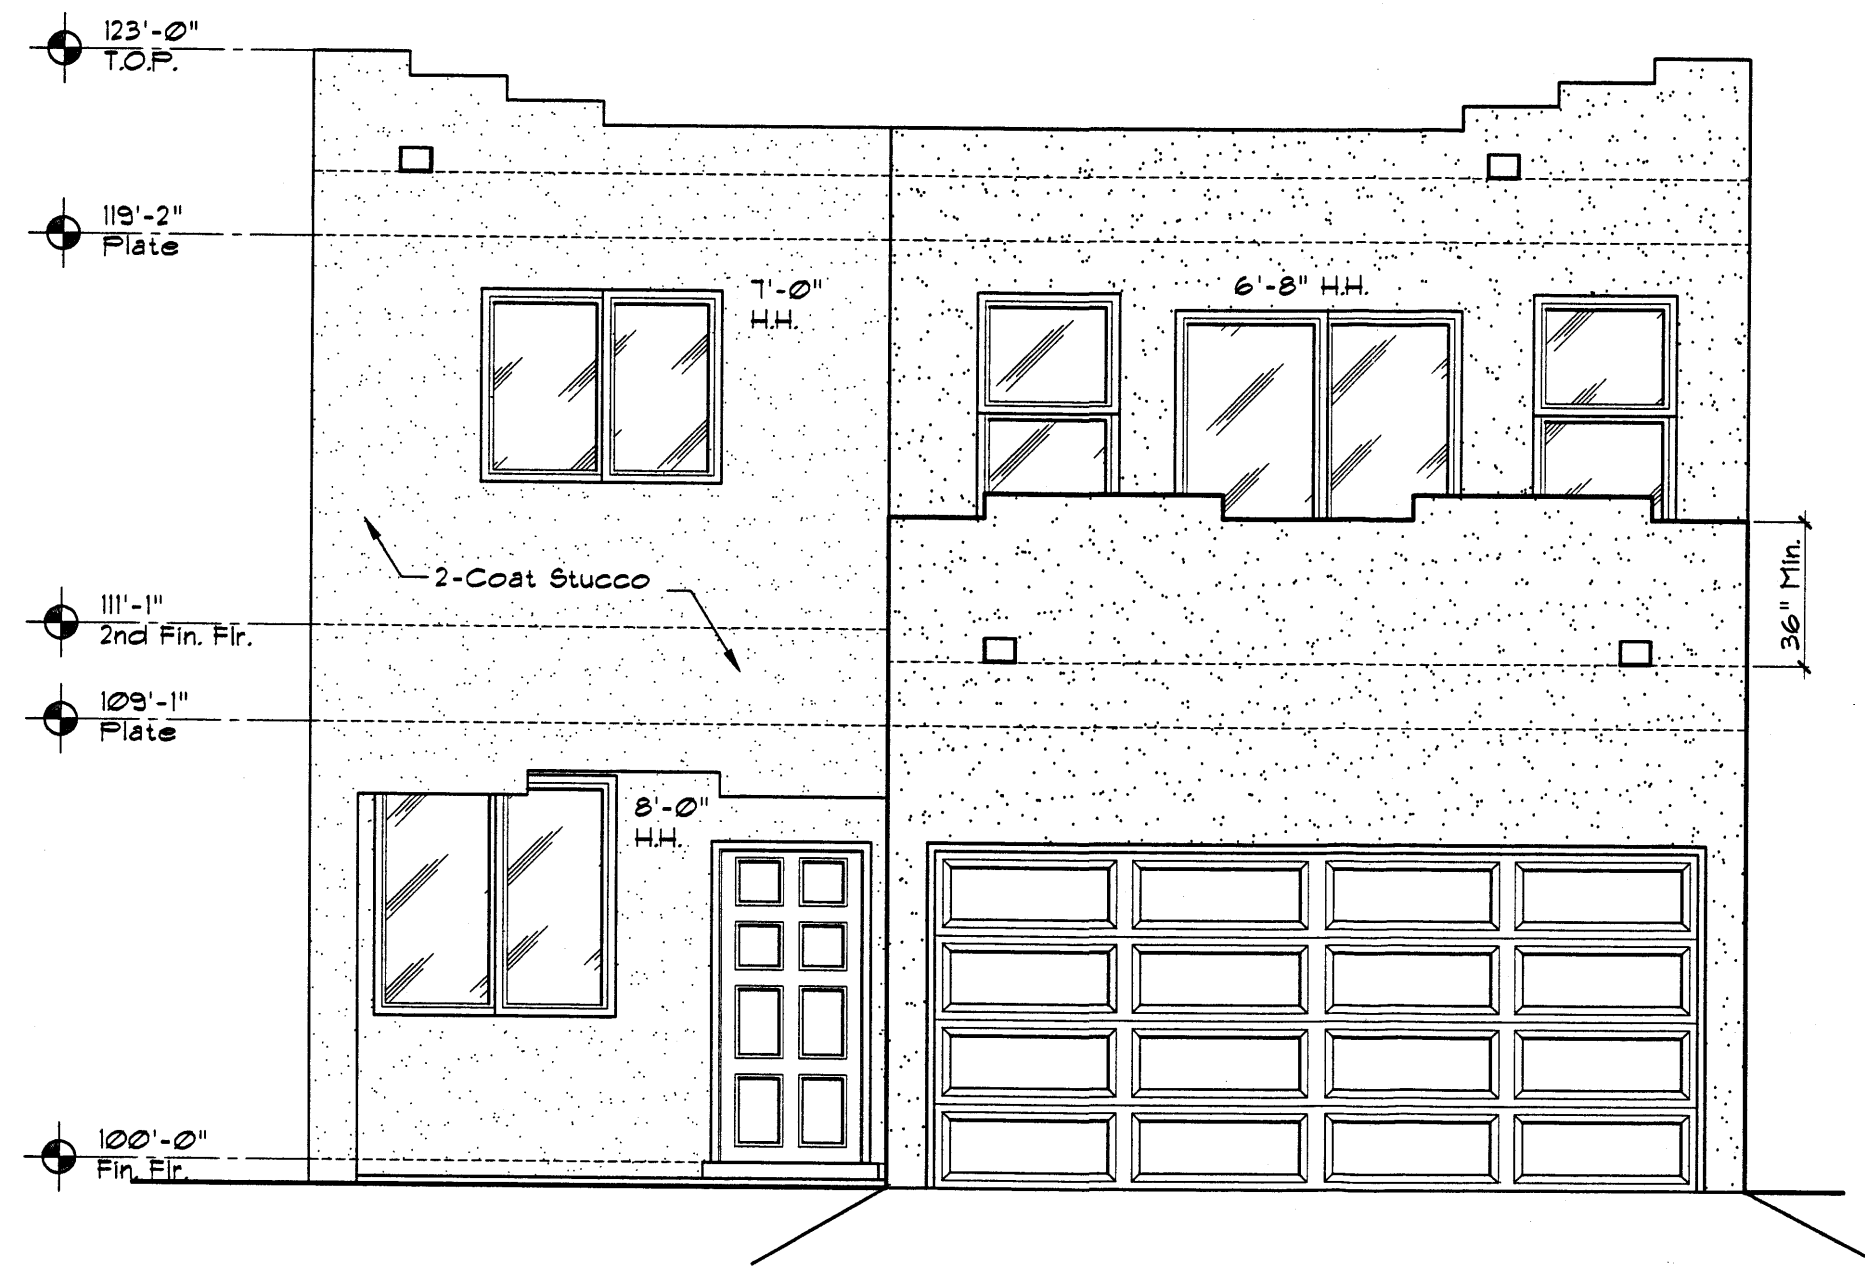 123'-0"
T.O.P.
119'-2"
Plate
7'-0"
H.H.
6'-8" H.H.
2-Coat Stucco
36" Min.
111'-1"
2nd Fin. Flr.
109'-1"
Plate
8'-0"
H.H.
100'-0"
Fin. Flr.